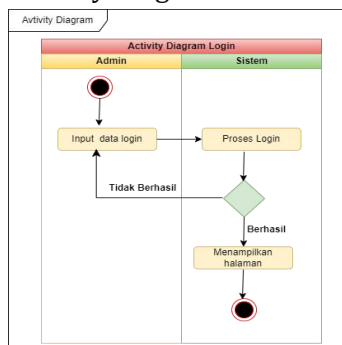 Avtivity Diagram
Activity Diagram Login
Admin
Sistem
Input data login
Proses Login
Tidak Berhasil
Berhasil
Menampilkan
halaman